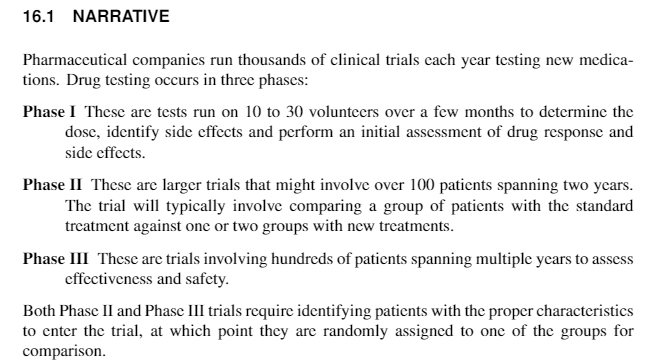 16.1 NARRATIVE
Pharmaceutical companies run thousands of clinical trials each year testing new medica-
tions. Drug testing occurs in three phases:
Phase I These are tests run on 10 to 30 volunteers over a few months to determine the
dose, identify side effects and perform an initial assessment of drug response and
side effects.
Phase II These are larger trials that might involve over 100 patients spanning two years.
The trial will typically involve comparing a group of patients with the standard
treatment against one or two groups with new treatments.
Phase III These are trials involving hundreds of patients spanning multiple years to assess
effectiveness and safety.
Both Phase II and Phase III trials require identifying patients with the proper characteristics
to enter the trial, at which point they are randomly assigned to one of the groups for
comparison.